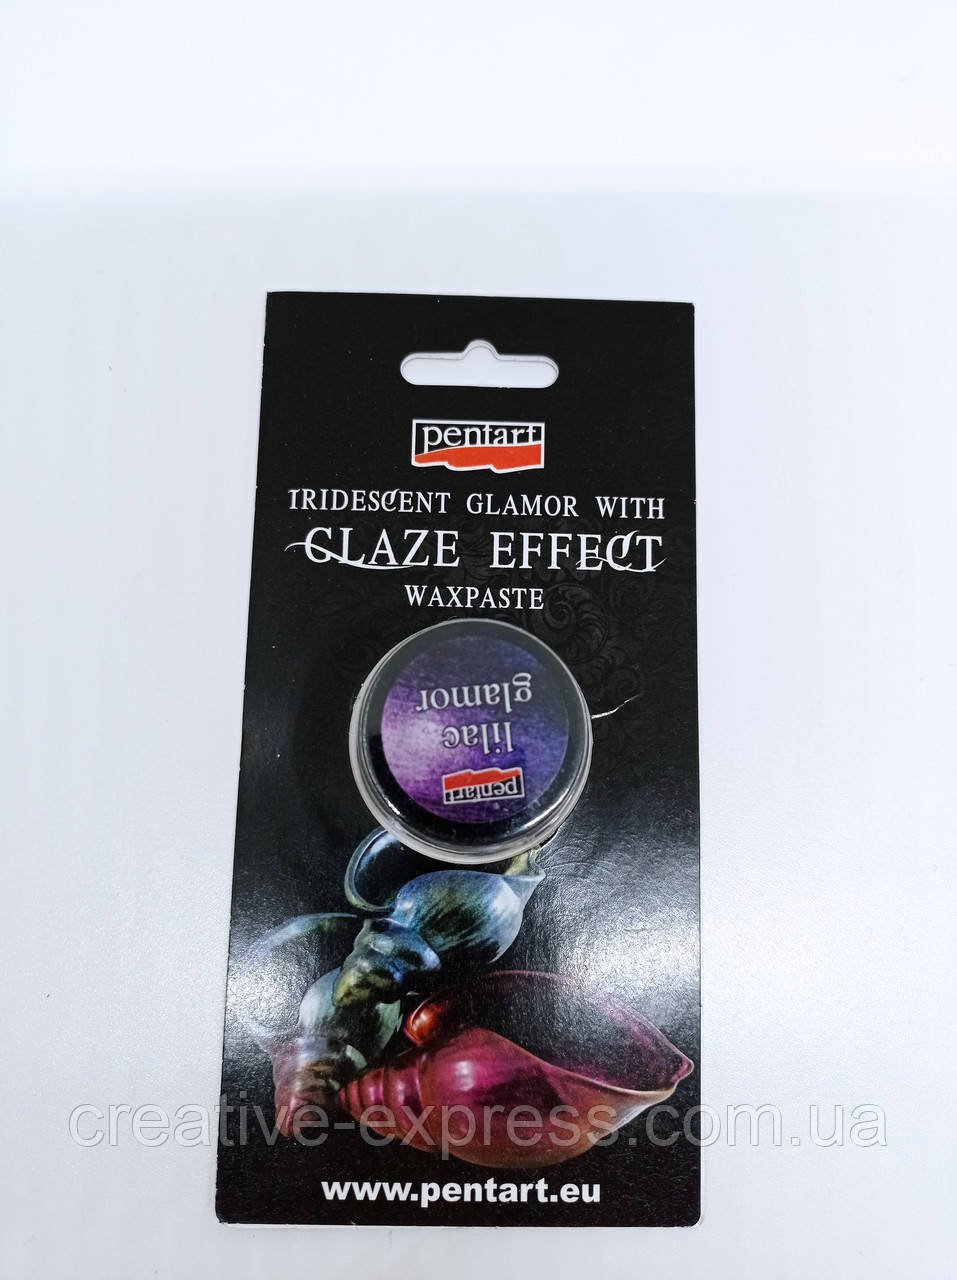 pentart
IRIDESCENT GLAMOR WITH
GLAZE EFFECT
WAXPASTE
pentart
lilac
glamor
creative-express.com.ua
www.pentart.eu